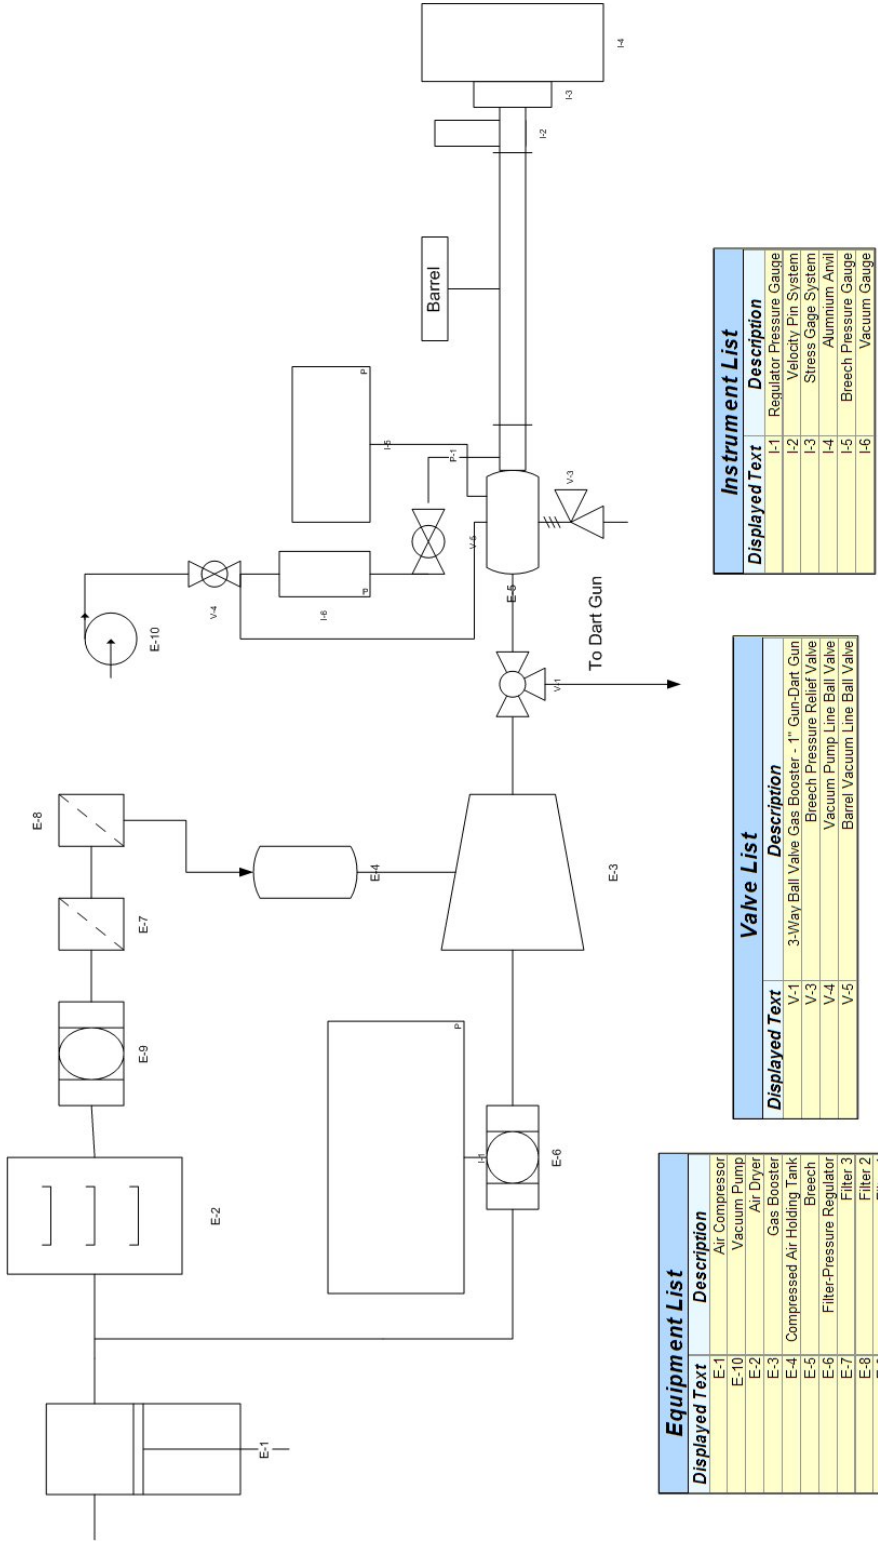 E-1
E-2
E-9
E-7
E-8
E-4
E-3
I-1
P
E-6
E-10
V-4
I-6
P
I-5
P
P-1
V-5
E-5
V-3
V-1
To Dart Gun
Barrel
I-2
I-3
I-4
Equipment List
Displayed Text Description
E-1 Air Compressor
E-10 Vacuum Pump
E-2 Air Dryer
E-3 Gas Booster
E-4 Compressed Air Holding Tank
E-5 Breech
E-6 Filter-Pressure Regulator
E-7 Filter 3
E-8 Filter 2
Valve List
Displayed Text Description
V-1 3-Way Ball Valve Gas Booster - 1" Gun-Dart Gun
V-3 Breech Pressure Relief Valve
V-4 Vacuum Pump Line Ball Valve
V-5 Barrel Vacuum Line Ball Valve
Instrument List
Displayed Text Description
I-1 Regulator Pressure Gauge
I-2 Velocity Pin System
I-3 Stress Gage System
I-4 Alumnium Anvil
I-5 Breech Pressure Gauge
I-6 Vacuum Gauge